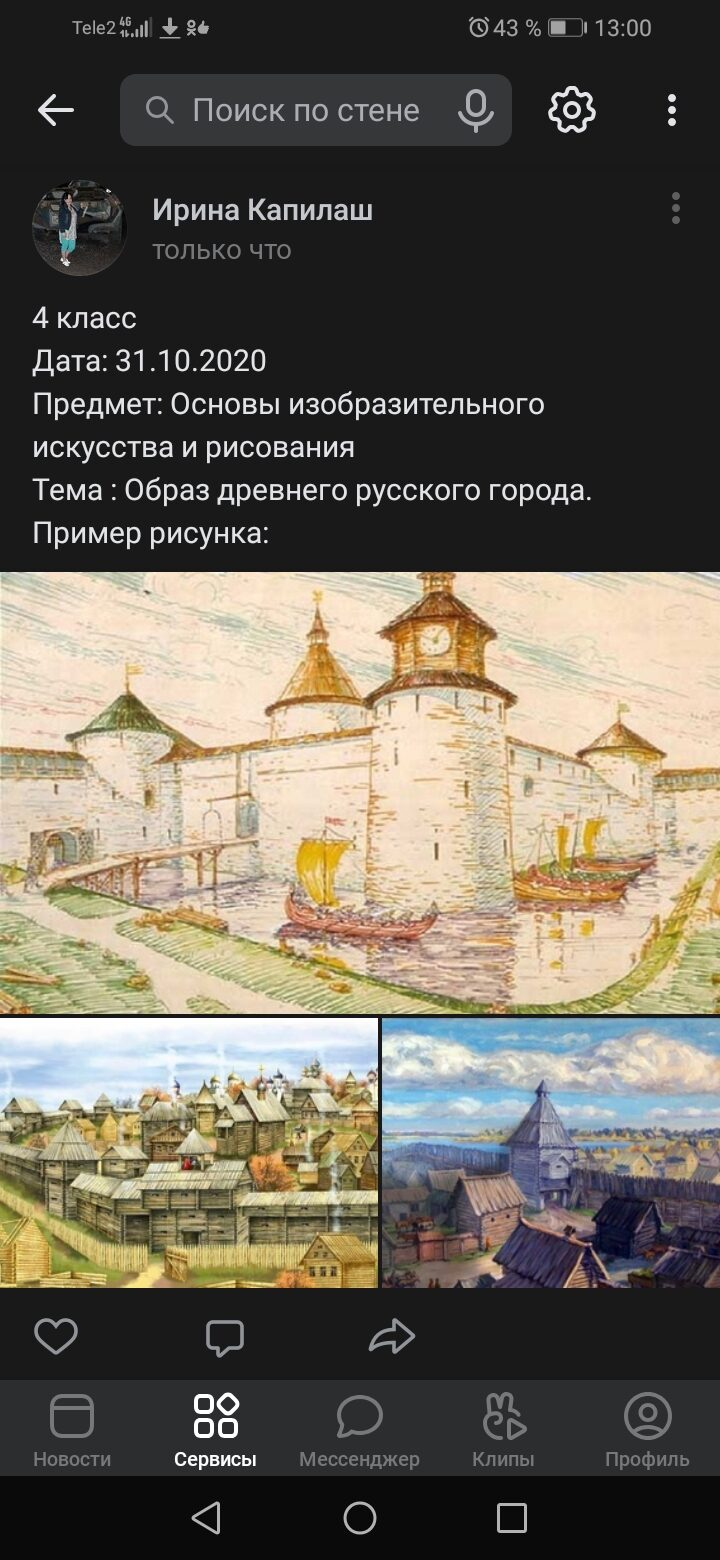 Tele2 4G 43 % 13:00
Поиск по стене
Ирина Капилаш
только что
4 класс
Дата: 31.10.2020
Предмет: Основы изобразительного
искусства и рисования
Тема : Образ древнего русского города.
Пример рисунка:
Новости Сервисы Мессенджер Клипы Профиль